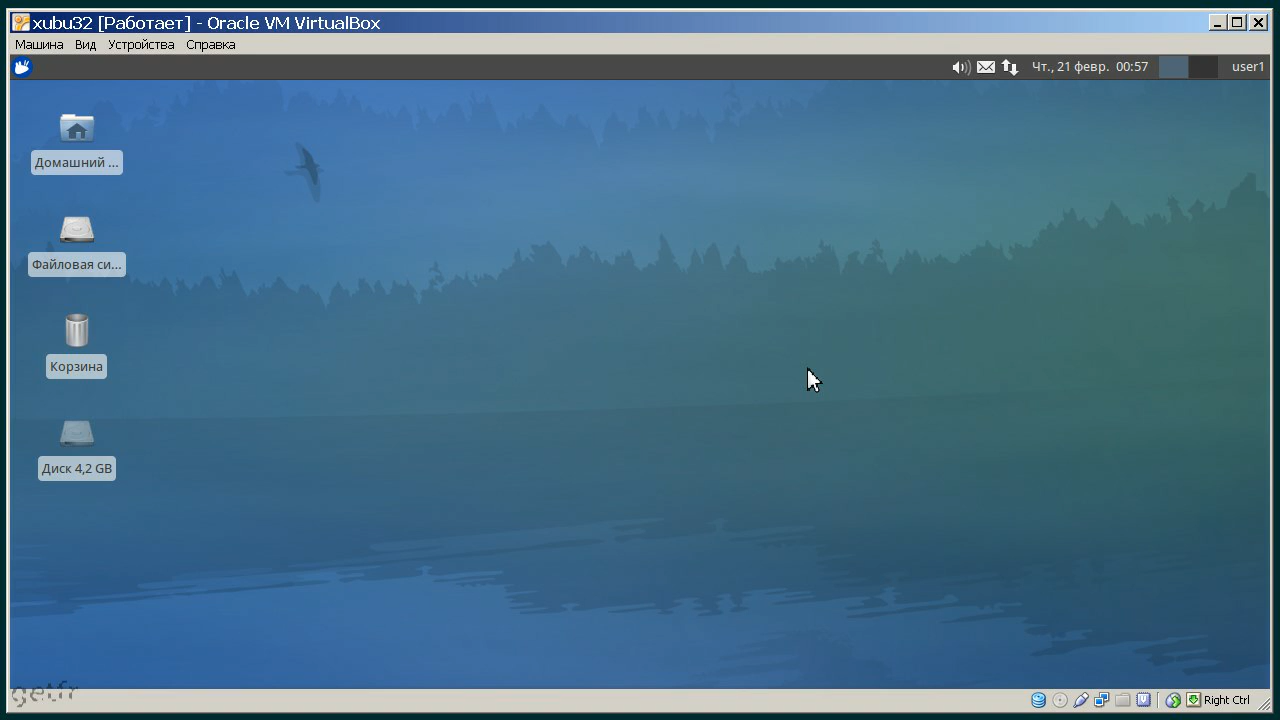 xubu32 [Работает] - Oracle VM VirtualBox
Машина Вид Устройства Справка
Чт., 21 февр. 00:57 user1
Домашний ...
Файловая си...
Корзина
Диск 4,2 GB
getfr
Right Ctrl